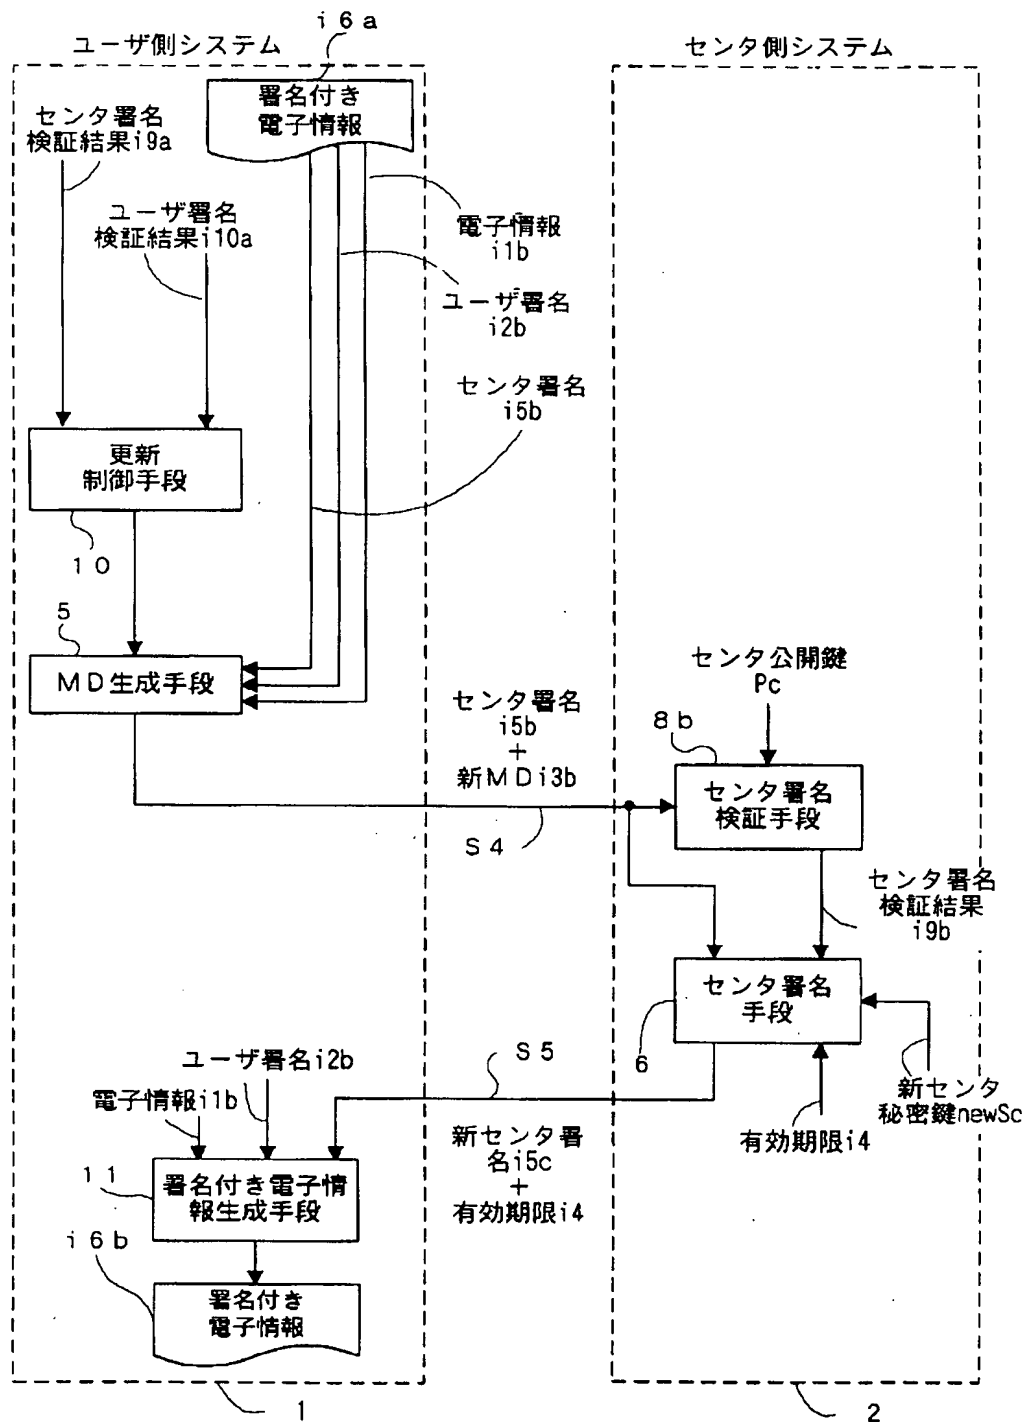 ｉ６ａ
ユーザ側システム
センタ側システム
署名付き
電子情報
センタ署名
検証結果i9a
ユーザ署名
検証結果i10a
電子情報
i1b
ユーザ署名
i2b
センタ署名
i5b
更新
制御手段
１０
５
ＭＤ生成手段
センタ公開鍵
Pc
センタ署名
i5b
＋
新ＭＤi3b
８ｂ
センタ署名
検証手段
Ｓ４
センタ署名
検証結果
i9b
センタ署名
手段
６
Ｓ５
ユーザ署名i2b
電子情報i1b
新センタ
秘密鍵newSc
有効期限i4
新センタ署
名i5c
＋
有効期限i4
１１
署名付き電子情
報生成手段
ｉ６ｂ
署名付き
電子情報
１
２